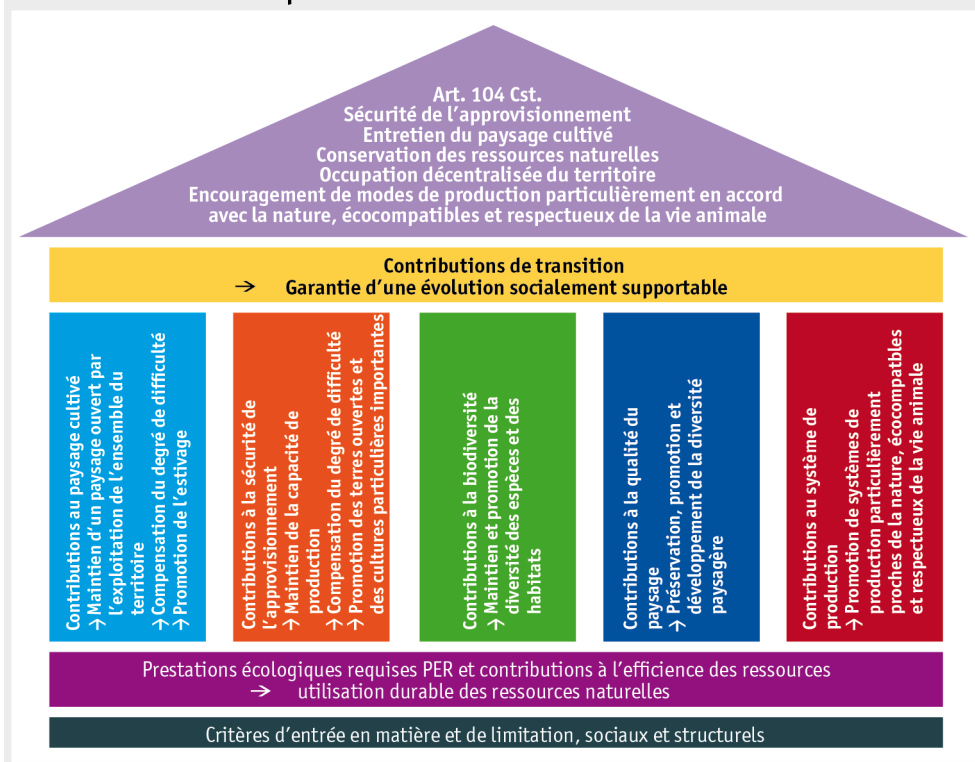 Art. 104 Cst.
Sécurité de l'approvisionnement
Entretien du paysage cultivé
Conservation des ressources naturelles
Occupation décentralisée du territoire
Encouragement de modes de production particulièrement en accord
avec la nature, écocompatibles et respectueux de la vie animale
Contributions de transition
→ Garantie d'une évolution socialement supportable
Contributions au paysage cultivé
→ Maintien d'un paysage ouvert par
l'exploitation de l'ensemble du
territoire
→ Compensation du degré de difficulté
→ Promotion de l'estivage
Contributions à la sécurité de
l'approvisionnement
→ Maintien de la capacité de
production
→ Compensation du degré de difficulté
→ Promotion des terres ouvertes et
des cultures particulières importantes
Contributions à la biodiversité
→ Maintien et promotion de la
diversité des espèces et des
habitats
Contributions à la qualité du
paysage
→ Préservation, promotion et
développement de la diversité
paysagère
Contributions au système de
production
→ Promotion de systèmes de
production particulièrement
proches de la nature, écocompatbles
et respectueux de la vie animale
Prestations écologiques requises PER et contributions à l'efficience des ressources
→ utilisation durable des ressources naturelles
Critères d'entrée en matière et de limitation, sociaux et structurels